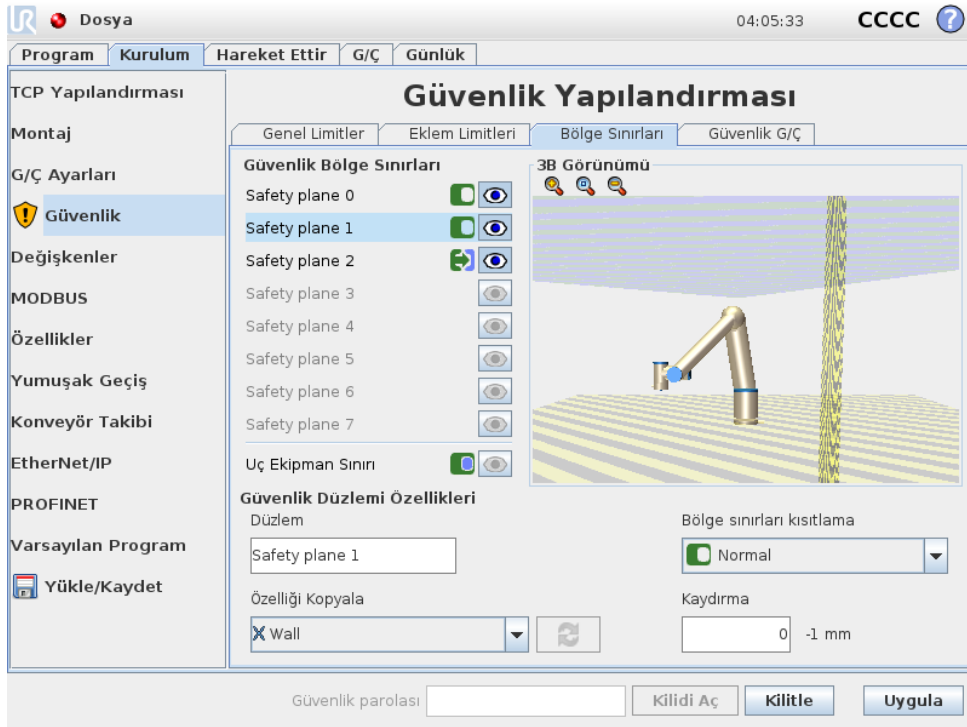 UR Dosya 04:05:33 CCCC ?
Program Kurulum Hareket Ettir G/Ç Günlük
TCP Yapılandırması
Montaj
G/Ç Ayarları
Güvenlik
Değişkenler
MODBUS
Özellikler
Yumuşak Geçiş
Konveyör Takibi
EtherNet/IP
PROFINET
Varsayılan Program
Yükle/Kaydet
Güvenlik Yapılandırması
Genel Limitler Eklem Limitleri Bölge Sınırları Güvenlik G/Ç
Güvenlik Bölge Sınırları
Safety plane 0
Safety plane 1
Safety plane 2
Safety plane 3
Safety plane 4
Safety plane 5
Safety plane 6
Safety plane 7
Uç Ekipman Sınırı
3B Görünümü
Güvenlik Düzlemi Özellikleri
Düzlem
Safety plane 1
Bölge sınırları kısıtlama
Normal
Özelliği Kopyala
Wall
Kaydırma
0 -1 mm
Güvenlik parolası Kilidi Aç Kilitle Uygula